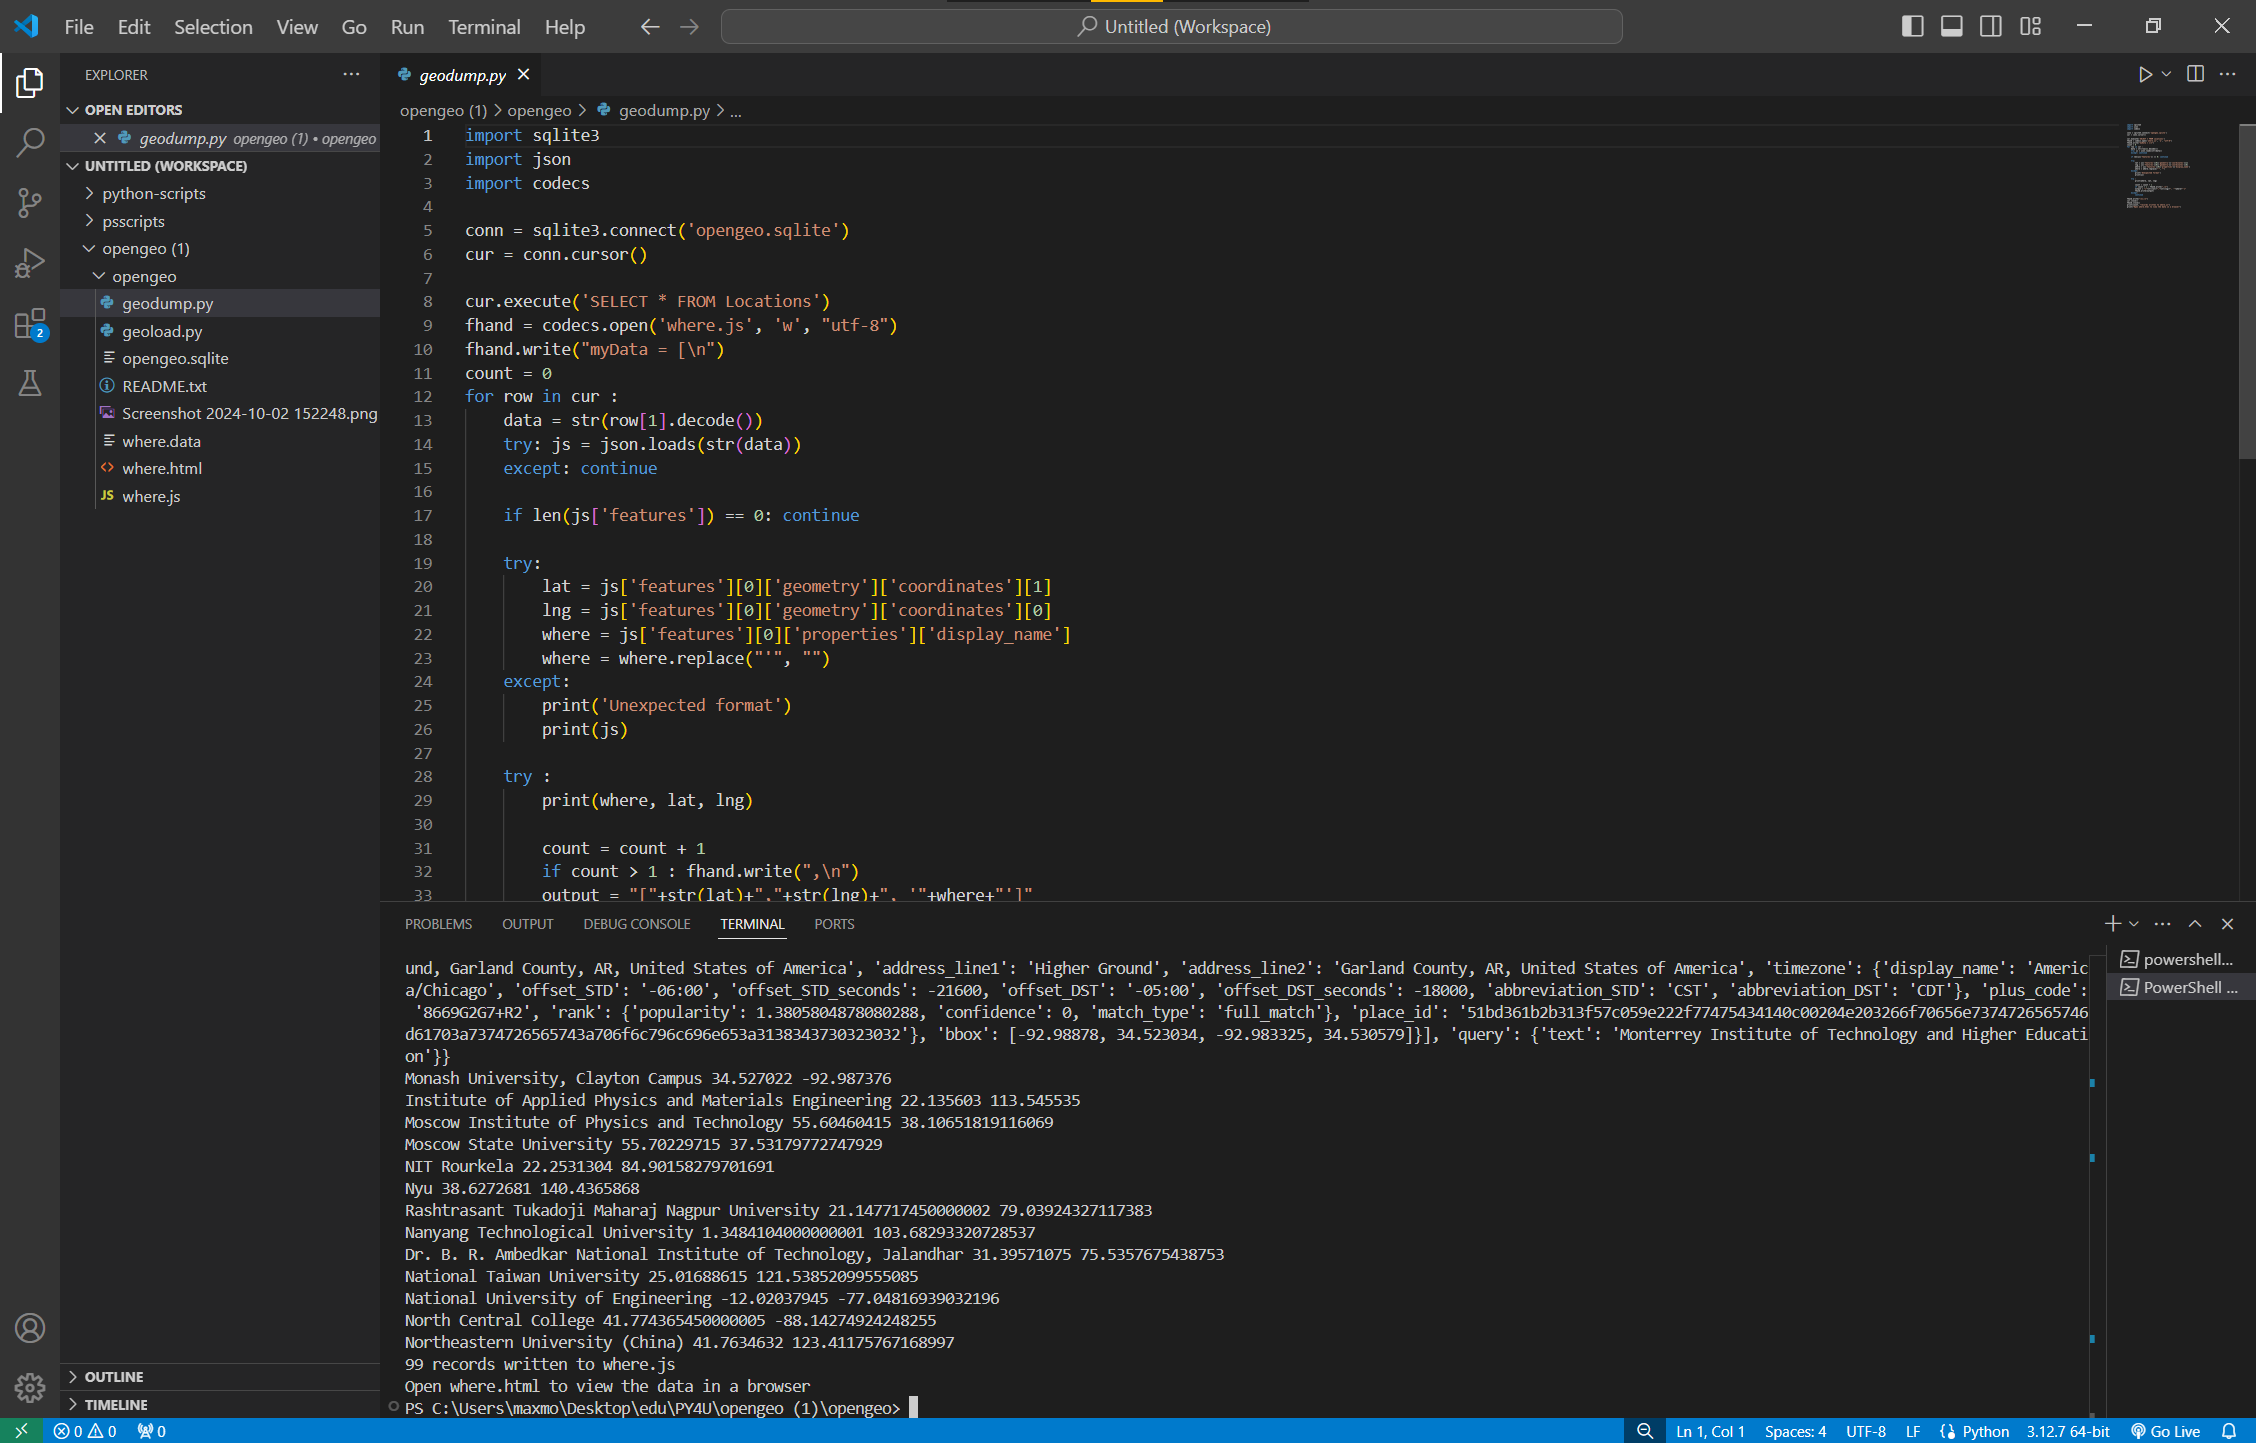 File Edit Selection View Go Run Terminal Help
Untitled (Workspace)
EXPLORER
OPEN EDITORS
geodump.py opengeo (1) • opengeo
UNTITLED (WORKSPACE)
python-scripts
psscripts
opengeo (1)
opengeo
geodump.py
geoload.py
opengeo.sqlite
README.txt
Screenshot 2024-10-02 152248.png
where.data
where.html
where.js
OUTLINE
TIMELINE
2
geodump.py
opengeo (1) > opengeo > geodump.py > ...
1 import sqlite3
2 import json
3 import codecs
4
5 conn = sqlite3.connect('opengeo.sqlite')
6 cur = conn.cursor()
7
8 cur.execute('SELECT * FROM Locations')
9 fhand = codecs.open('where.js', 'w', "utf-8")
10 fhand.write("myData = [\n")
11 count = 0
12 for row in cur :
13 data = str(row[1].decode())
14 try: js = json.loads(str(data))
15 except: continue
16
17 if len(js['features']) == 0: continue
18
19 try:
20 lat = js['features'][0]['geometry']['coordinates'][1]
21 lng = js['features'][0]['geometry']['coordinates'][0]
22 where = js['features'][0]['properties']['display_name']
23 where = where.replace("'", "")
24 except:
25 print('Unexpected format')
26 print(js)
27
28 try :
29 print(where, lat, lng)
30
31 count = count + 1
32 if count > 1 : fhand.write(",\n")
33 output = "["+str(lat)+","+str(lng)+", '"+where+"']"
PROBLEMS OUTPUT DEBUG CONSOLE TERMINAL PORTS
powershell...
PowerShell ...
und, Garland County, AR, United States of America', 'address_line1': 'Higher Ground', 'address_line2': 'Garland County, AR, United States of America', 'timezone': {'display_name': 'Americ
a/Chicago', 'offset_STD': '-06:00', 'offset_STD_seconds': -21600, 'offset_DST': '-05:00', 'offset_DST_seconds': -18000, 'abbreviation_STD': 'CST', 'abbreviation_DST': 'CDT'}, 'plus_code':
'8669G2G7+R2', 'rank': {'popularity': 1.3805804878080288, 'confidence': 0, 'match_type': 'full_match'}, 'place_id': '51bd361b2b313f57c059e222f77475434140c00204e203266f70656e7374726565746
d61703a7374726565743a706f6c796c696e653a3138343730323032'}, 'bbox': [-92.98878, 34.523034, -92.983325, 34.530579]}], 'query': {'text': 'Monterrey Institute of Technology and Higher Educati
on'}}
Monash University, Clayton Campus 34.527022 -92.987376
Institute of Applied Physics and Materials Engineering 22.135603 113.545535
Moscow Institute of Physics and Technology 55.60460415 38.10651819116069
Moscow State University 55.70229715 37.53179772747929
NIT Rourkela 22.2531304 84.90158279701691
Nyu 38.6272681 140.4365868
Rashtrasant Tukadoji Maharaj Nagpur University 21.147717450000002 79.03924327117383
Nanyang Technological University 1.3484104000000001 103.68293320728537
Dr. B. R. Ambedkar National Institute of Technology, Jalandhar 31.39571075 75.5357675438753
National Taiwan University 25.01688615 121.53852099555085
National University of Engineering -12.02037945 -77.04816939032196
North Central College 41.774365450000005 -88.14274924248255
Northeastern University (China) 41.7634632 123.41175767168997
99 records written to where.js
Open where.html to view the data in a browser
PS C:\Users\maxmo\Desktop\edu\PY4U\opengeo (1)\opengeo>
0 0 0 Ln 1, Col 1 Spaces: 4 UTF-8 LF Python 3.12.7 64-bit Go Live